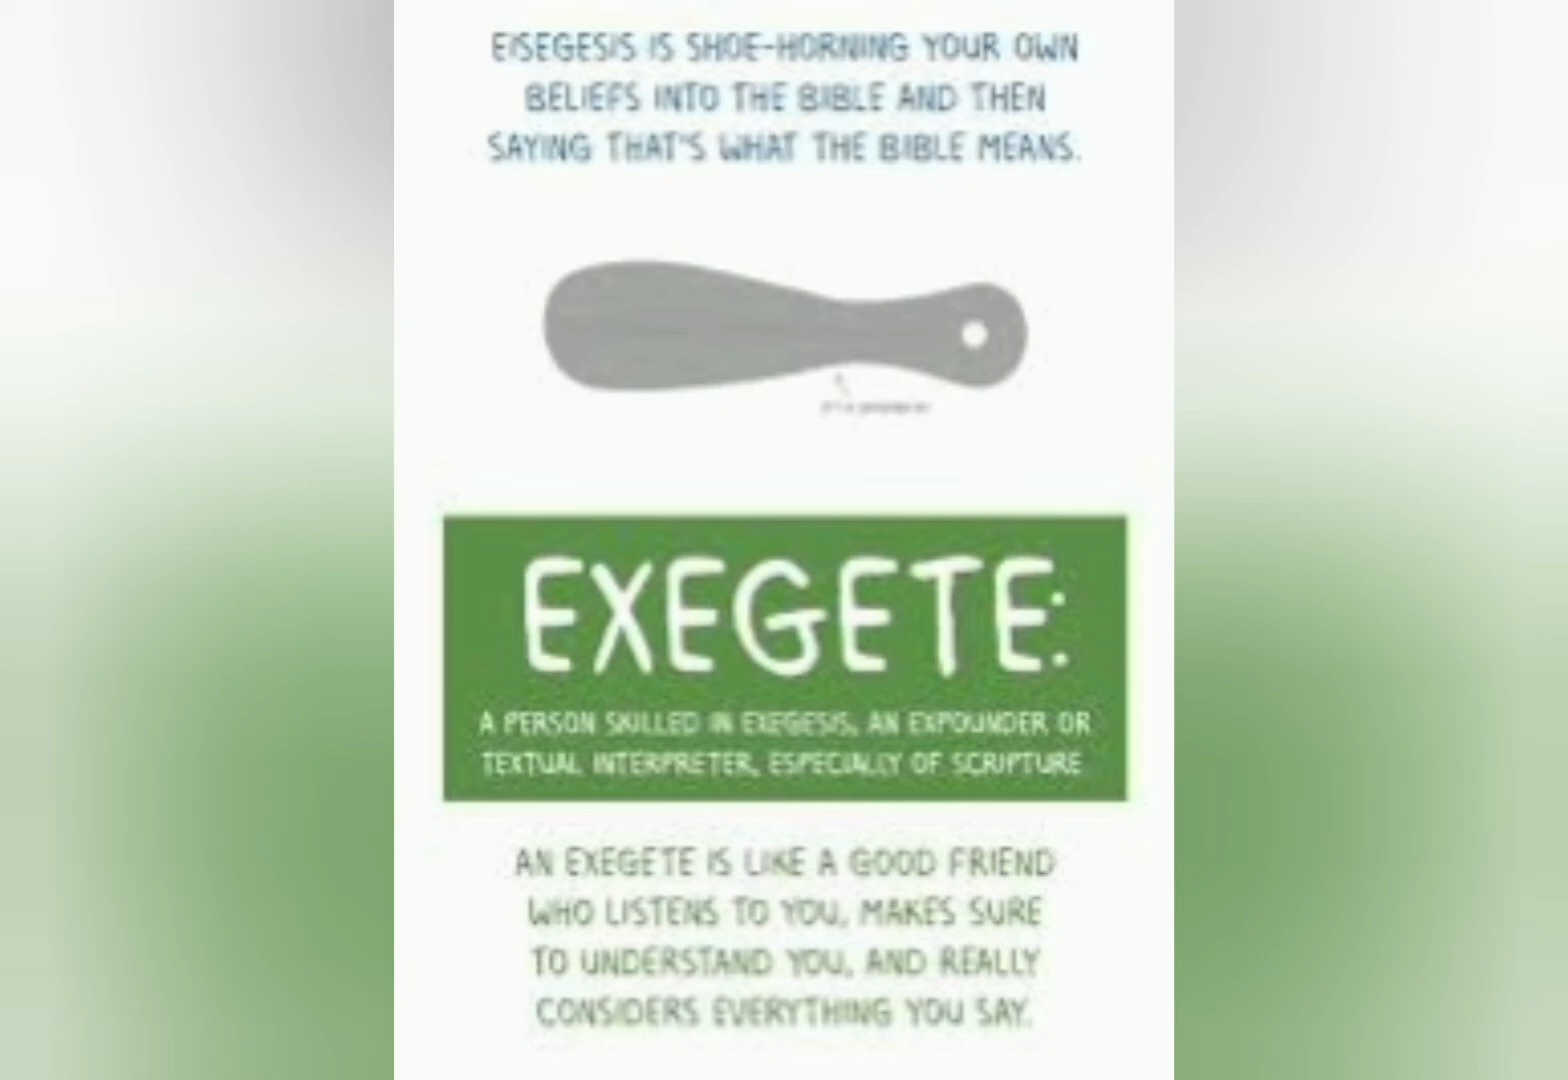 EISEGESIS IS SHOE-HORNING YOUR OWN
BELIEFS INTO THE BIBLE AND THEN
SAYING THAT'S WHAT THE BIBLE MEANS.
EXEGETE:
A PERSON SKILLED IN EXEGESIS, AN EXPOUNDER OR
TEXTUAL INTERPRETER, ESPECIALLY OF SCRIPTURE.
AN EXEGETE IS LIKE A GOOD FRIEND
WHO LISTENS TO YOU, MAKES SURE
TO UNDERSTAND YOU, AND REALLY
CONSIDERS EVERYTHING YOU SAY.